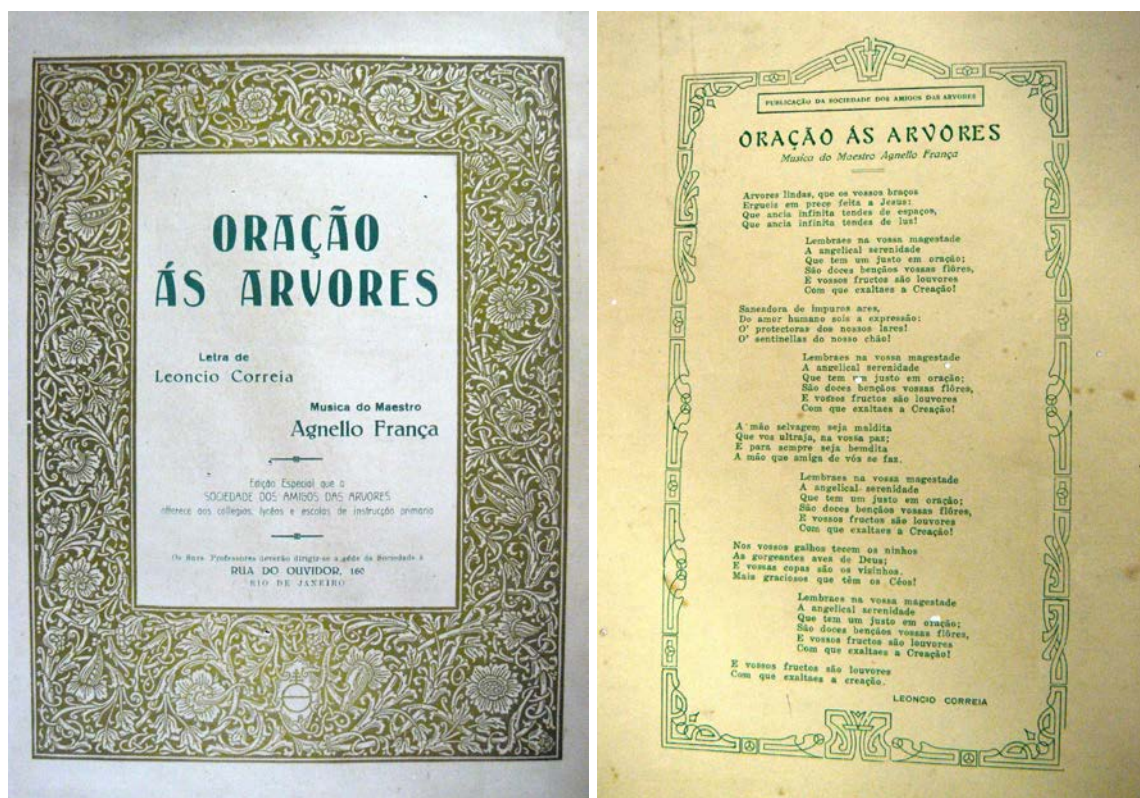 ORAÇÃO
ÁS ARVORES
Letra de
Leoncio Correia
Musica do Maestro
Agnello França
Edição Especial que a
SOCIEDADE DOS AMIGOS DAS ARVORES
offerece aos collegios, lycêos e escolas de instrucção primaria
Os Snrs. Professores deverão dirigir-se a séde da Sociedade á
RUA DO OUVIDOR, 160
RIO DE JANEIRO
PUBLICAÇÃO DA SOCIEDADE DOS AMIGOS DAS ARVORES
ORAÇÃO ÁS ARVORES
Musica do Maestro Agnello França
Arvores lindas, que os vossos braços
Ergueis em prece feita a Jesus:
Que ancia infinita tendes de espaços,
Que ancia infinita tendes de luz!
Lembraes na vossa magestade
A angelical serenidade
Que tem um justo em oração;
São doces bençãos vossas flôres,
E vossos fructos são louvores
Com que exaltaes a Creação!
Saneadora de impuros ares,
Do amor humano sois a expressão:
O' protectoras dos nossos lares!
O' sentinellas do nosso chão!
Lembraes na vossa magestade
A angelical serenidade
Que tem um justo em oração;
São doces bençãos vossas flôres,
E vossos fructos são louvores
Com que exaltaes a Creação!
A mão selvagem seja maldita
Que vos ultraja, na vossa paz;
E para sempre seja bemdita
A mão que amiga de vós se faz.
Lembraes na vossa magestade
A angelical serenidade
Que tem um justo em oração;
São doces bençãos vossas flôres,
E vossos fructos são louvores
Com que exaltaes a Creação!
Nos vossos galhos tecem os ninhos
As gorgeantes aves de Deus;
E vossas copas são os vizinhos.
Mais graciosos que têm os Céos!
Lembraes na vossa magestade
A angelical serenidade
Que tem um justo em oração;
São doces bençãos vossas flôres,
E vossos fructos são louvores
Com que exaltaes a Creação!
E vossos fructos são louvores
Com que exaltaes a creação.
LEONCIO CORREIA